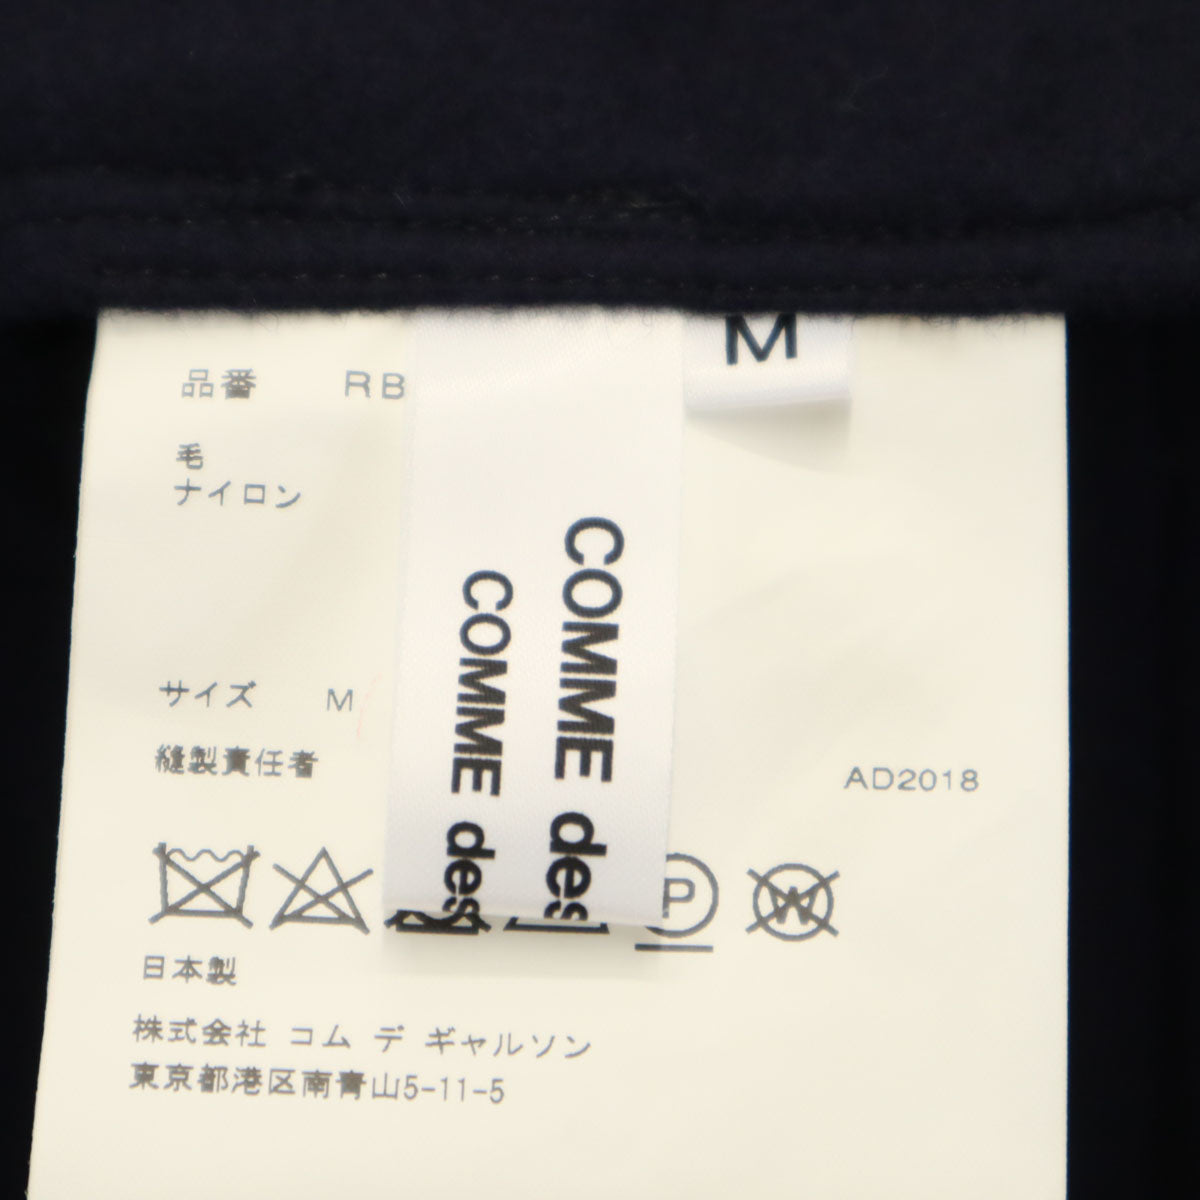 M
品番 RB
毛
ナイロン
COMME des
COMME des
サイズ M
縫製責任者
AD2018
P
W
日本製
株式会社 コム デ ギャルソン
東京都港区南青山5-11-5